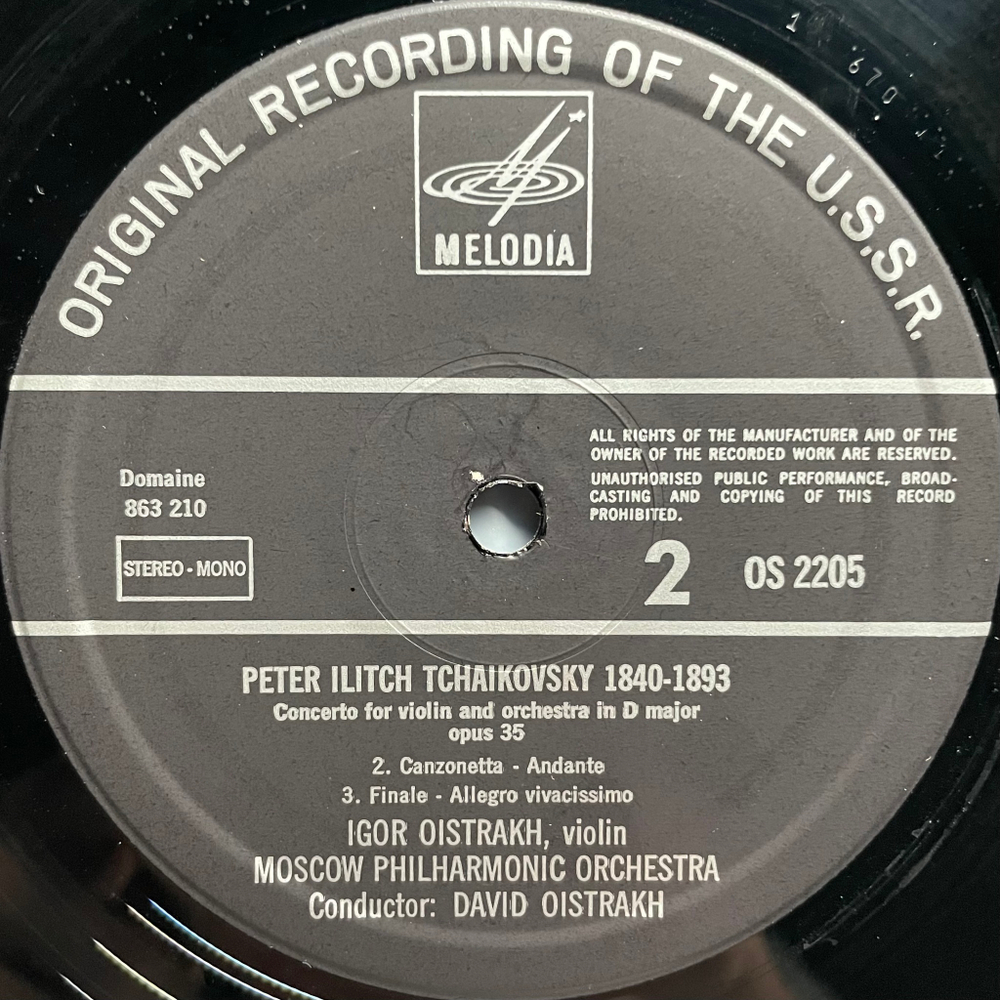 ORIGINAL RECORDING OF THE U.S.S.R.
MELODIA
ALL RIGHTS OF THE MANUFACTURER AND OF THE
OWNER OF THE RECORDED WORK ARE RESERVED.
UNAUTHORISED PUBLIC PERFORMANCE, BROAD-
CASTING AND COPYING OF THIS RECORD
PROHIBITED.
Domaine
863 210
STEREO - MONO
2
OS 2205
PETER ILITCH TCHAIKOVSKY 1840-1893
Concerto for violin and orchestra in D major
opus 35
2. Canzonetta - Andante
3. Finale - Allegro vivacissimo
IGOR OISTRAKH, violin
MOSCOW PHILHARMONIC ORCHESTRA
Conductor: DAVID OISTRAKH
1 670